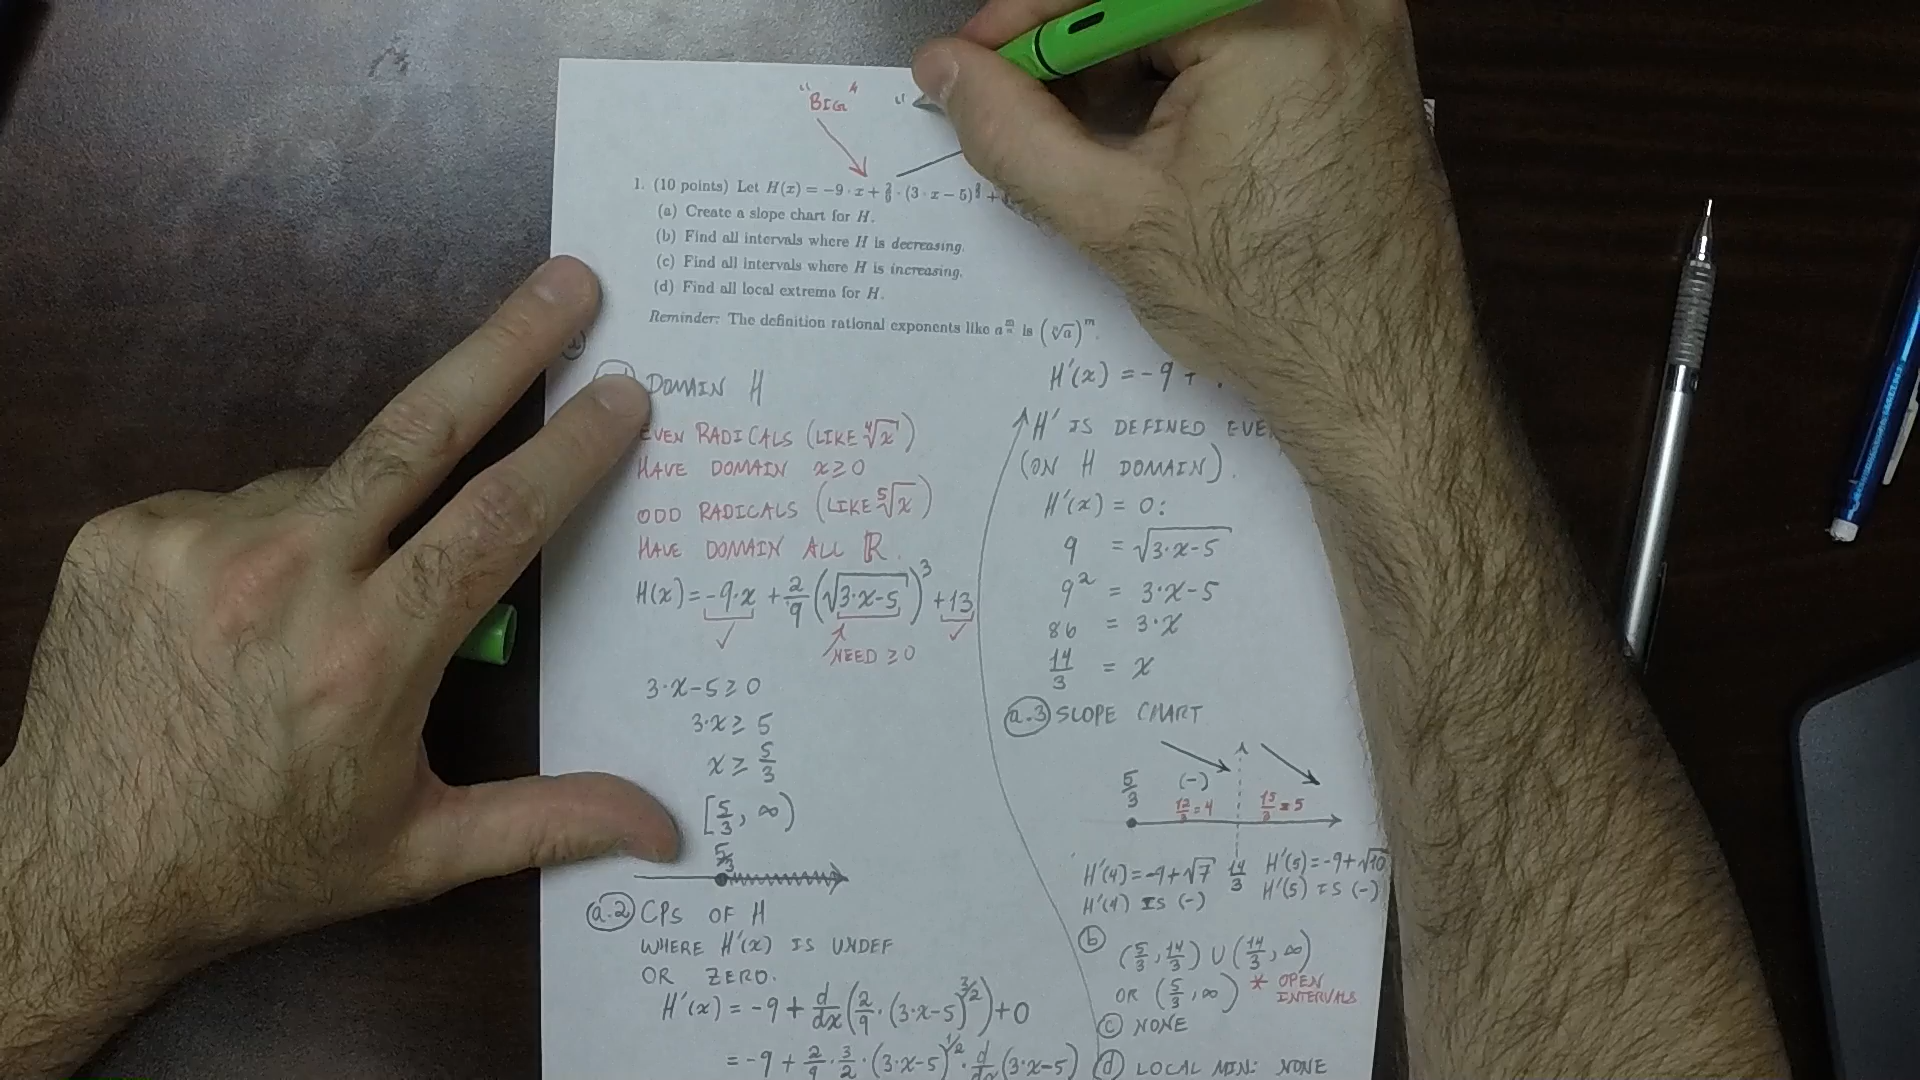 "BIG" "
1. (10 points) Let H(x) = −9 · x + 2/9 · (3 · x − 5)^3/2 +
(a) Create a slope chart for H.
(b) Find all intervals where H is decreasing.
(c) Find all intervals where H is increasing.
(d) Find all local extrema for H.
Reminder: The definition rational exponents like a^m/n is (ⁿ√a)^m.
DOMAIN H
EVEN RADICALS (LIKE ⁴√x)
HAVE DOMAIN x≥0
ODD RADICALS (LIKE ⁵√x)
HAVE DOMAIN ALL ℝ.
H(x) = -9·x + 2/9 (√3·x-5)^3 + 13
✓ NEED ≥0 ✓
3·x-5≥0
3·x≥ 5
x ≥ 5/3
[5/3, ∞)
5/3
a.2 CPs OF H
WHERE H'(x) IS UNDEF
OR ZERO.
H'(x) = -9 + d/dx (2/9 · (3·x-5)^3/2) + 0
= -9 + 2/9 · 3/2 · (3·x-5)^1/2 · d/dx (3·x-5)
H'(x) = -9 +
H' IS DEFINED
(ON H DOMAIN).
H'(x) = 0:
9 = √3·x-5
9² = 3·x-5
86 = 3·x
14/3 = x
a.3 SLOPE CHART
5/3 (-)
12/3 = 4 15/3 = 5
H'(4) = -9+√7 14/3 H'(5) = -9+√10
H'(4) IS (-) H'(5) IS (-)
b (5/3, 14/3) ∪ (14/3, ∞)
OR (5/3, ∞) * OPEN
INTERVALS
c NONE
d LOCAL MIN: NONE